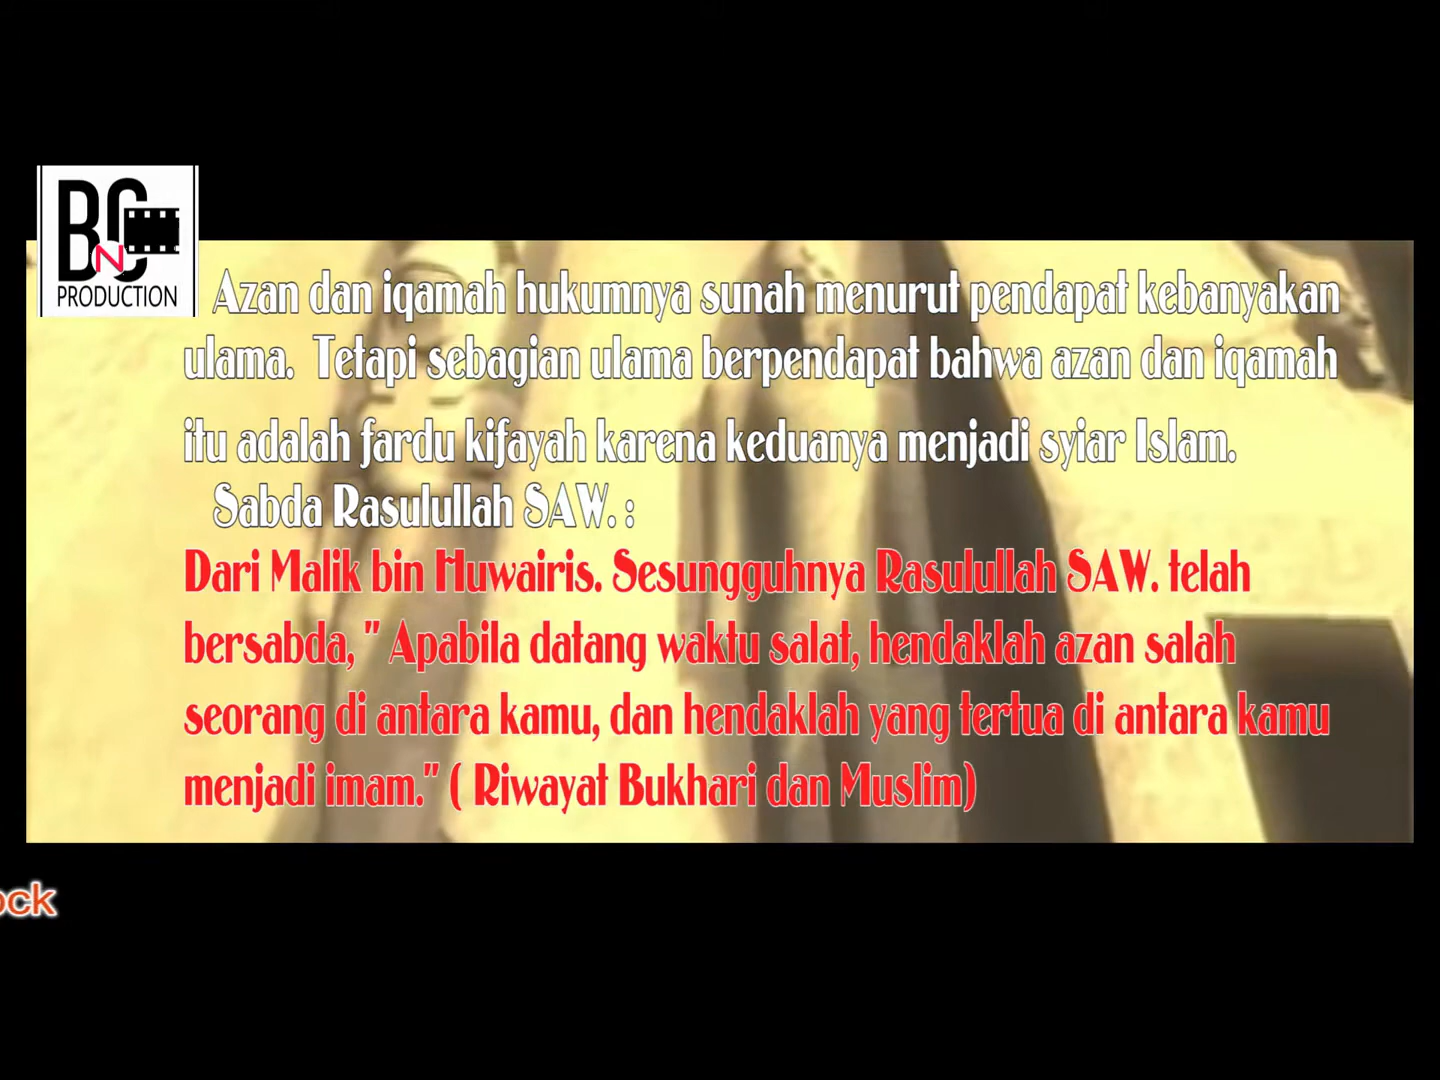 BNC
PRODUCTION
Azan dan iqamah hukumnya sunah menurut pendapat kebanyakan
ulama. Tetapi sebagian ulama berpendapat bahwa azan dan iqamah
itu adalah fardu kifayah karena keduanya menjadi syiar Islam.
Sabda Rasulullah SAW. :
Dari Malik bin Huwairis. Sesungguhnya Rasulullah SAW. telah
bersabda, " Apabila datang waktu salat, hendaklah azan salah
seorang di antara kamu, dan hendaklah yang tertua di antara kamu
menjadi imam." ( Riwayat Bukhari dan Muslim)
ock